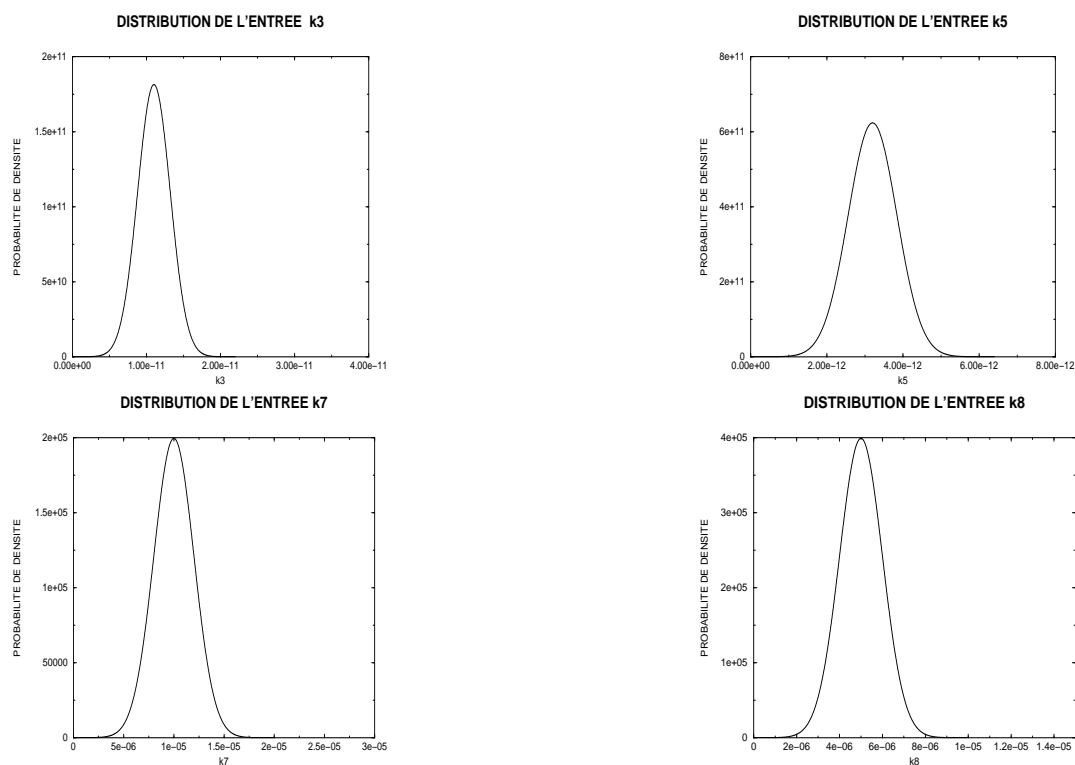 DISTRIBUTION DE L'ENTREE k3
PROBABILITE DE DENSITE
2e+11
1.5e+11
1e+11
5e+10
0
0.00e+00 1.00e−11 2.00e−11 3.00e−11 4.00e−11
k3
DISTRIBUTION DE L'ENTREE k5
PROBABILITE DE DENSITE
8e+11
6e+11
4e+11
2e+11
0
0.00e+00 2.00e−12 4.00e−12 6.00e−12 8.00e−12
k5
DISTRIBUTION DE L'ENTREE k7
PROBABILITE DE DENSITE
2e+05
1.5e+05
1e+05
50000
0
0 5e−06 1e−05 1.5e−05 2e−05 2.5e−05 3e−05
k7
DISTRIBUTION DE L'ENTREE k8
PROBABILITE DE DENSITE
4e+05
3e+05
2e+05
1e+05
0
0 2e−06 4e−06 6e−06 8e−06 1e−05 1.2e−05 1.4e−05
k8